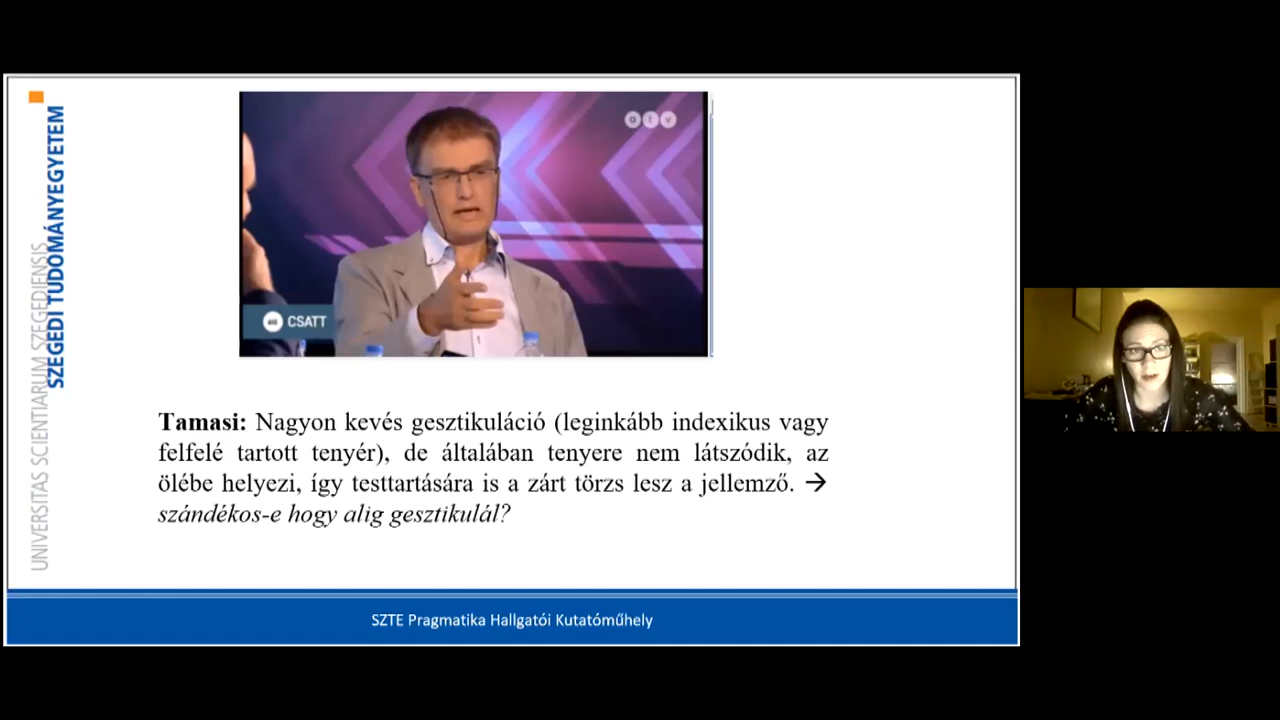 SZEGEDI TUDOMÁNYEGYETEM
UNIVERSITAS SCIENTIARUM SZEGEDIENSIS
o t v
CSATT
Tamasi: Nagyon kevés gesztikuláció (leginkább indexikus vagy
felfelé tartott tenyér), de általában tenyere nem látszódik, az
ölébe helyezi, így testtartására is a zárt törzs lesz a jellemző. →
szándékos-e hogy alig gesztikulál?
SZTE Pragmatika Hallgatói Kutatóműhely